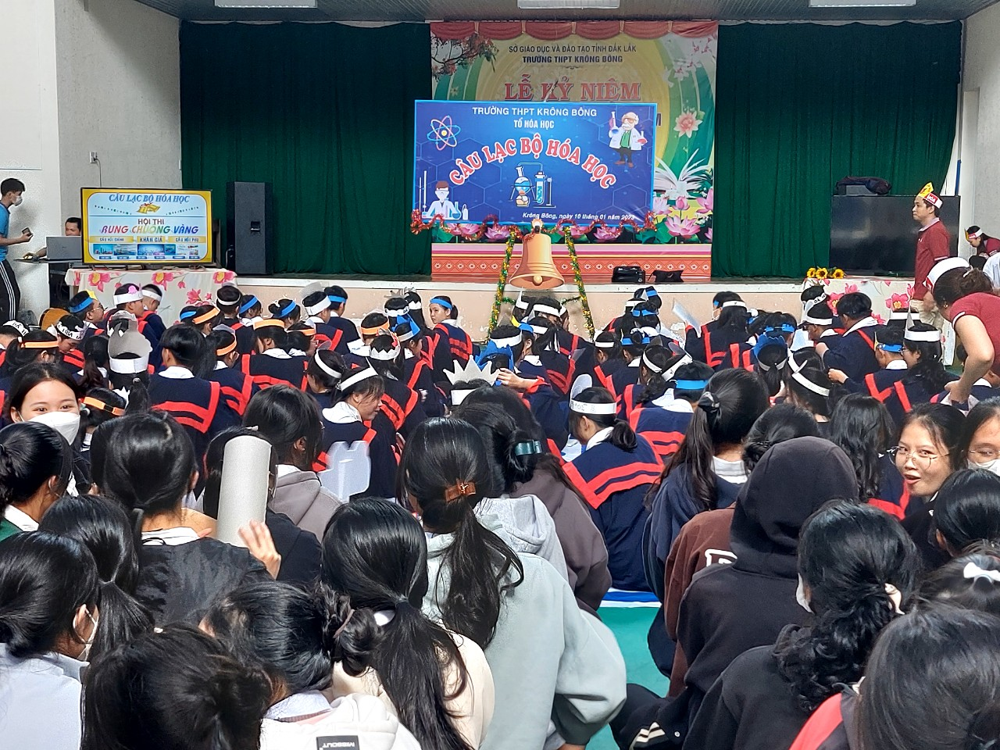 SỞ GIÁO DỤC VÀ ĐÀO TẠO TỈNH ĐẮK LẮK
TRƯỜNG THPT KRÔNG BÔNG
LỄ KỶ NIỆM
TRƯỜNG THPT KRÔNG BÔNG
TỔ HÓA HỌC
CÂU LẠC BỘ HÓA HỌC
Krông Bông, ngày 10 tháng 01 năm 2023
CÂU LẠC BỘ HÓA HỌC
HỘI THI
RUNG CHUÔNG VÀNG
CÂU HỎI CHÍNH
KHÁN GIẢ
CÂU HỎI PHỤ